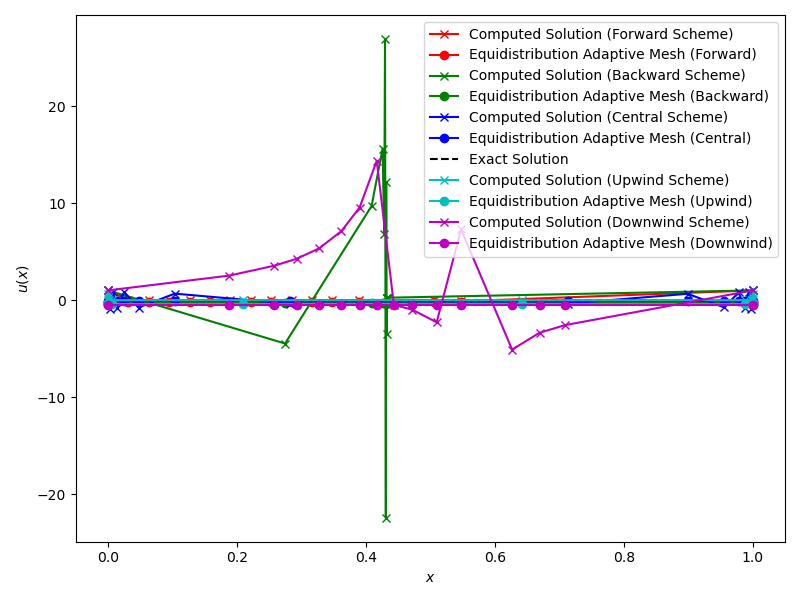 Computed Solution (Forward Scheme)
Equidistribution Adaptive Mesh (Forward)
Computed Solution (Backward Scheme)
Equidistribution Adaptive Mesh (Backward)
Computed Solution (Central Scheme)
Equidistribution Adaptive Mesh (Central)
Exact Solution
Computed Solution (Upwind Scheme)
Equidistribution Adaptive Mesh (Upwind)
Computed Solution (Downwind Scheme)
Equidistribution Adaptive Mesh (Downwind)
20
10
0
−10
−20
u(x)
0.0 0.2 0.4 0.6 0.8 1.0
x